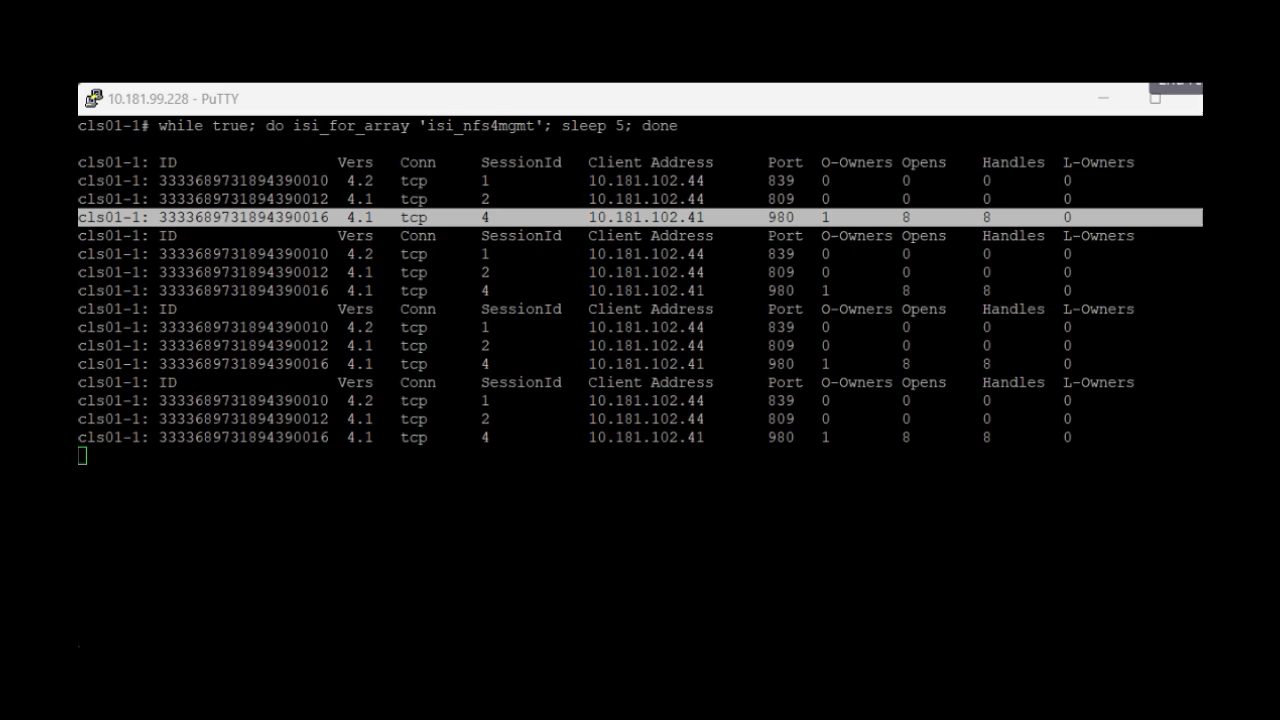 10.181.99.228 - PuTTY
cls01-1# while true; do isi_for_array 'isi_nfs4mgmt'; sleep 5; done
cls01-1: ID Vers Conn SessionId Client Address Port O-Owners Opens Handles L-Owners
cls01-1: 3333689731894390010 4.2 tcp 1 10.181.102.44 839 0 0 0 0
cls01-1: 3333689731894390012 4.1 tcp 2 10.181.102.44 809 0 0 0 0
cls01-1: 3333689731894390016 4.1 tcp 4 10.181.102.41 980 1 8 8 0
cls01-1: ID Vers Conn SessionId Client Address Port O-Owners Opens Handles L-Owners
cls01-1: 3333689731894390010 4.2 tcp 1 10.181.102.44 839 0 0 0 0
cls01-1: 3333689731894390012 4.1 tcp 2 10.181.102.44 809 0 0 0 0
cls01-1: 3333689731894390016 4.1 tcp 4 10.181.102.41 980 1 8 8 0
cls01-1: ID Vers Conn SessionId Client Address Port O-Owners Opens Handles L-Owners
cls01-1: 3333689731894390010 4.2 tcp 1 10.181.102.44 839 0 0 0 0
cls01-1: 3333689731894390012 4.1 tcp 2 10.181.102.44 809 0 0 0 0
cls01-1: 3333689731894390016 4.1 tcp 4 10.181.102.41 980 1 8 8 0
cls01-1: ID Vers Conn SessionId Client Address Port O-Owners Opens Handles L-Owners
cls01-1: 3333689731894390010 4.2 tcp 1 10.181.102.44 839 0 0 0 0
cls01-1: 3333689731894390012 4.1 tcp 2 10.181.102.44 809 0 0 0 0
cls01-1: 3333689731894390016 4.1 tcp 4 10.181.102.41 980 1 8 8 0